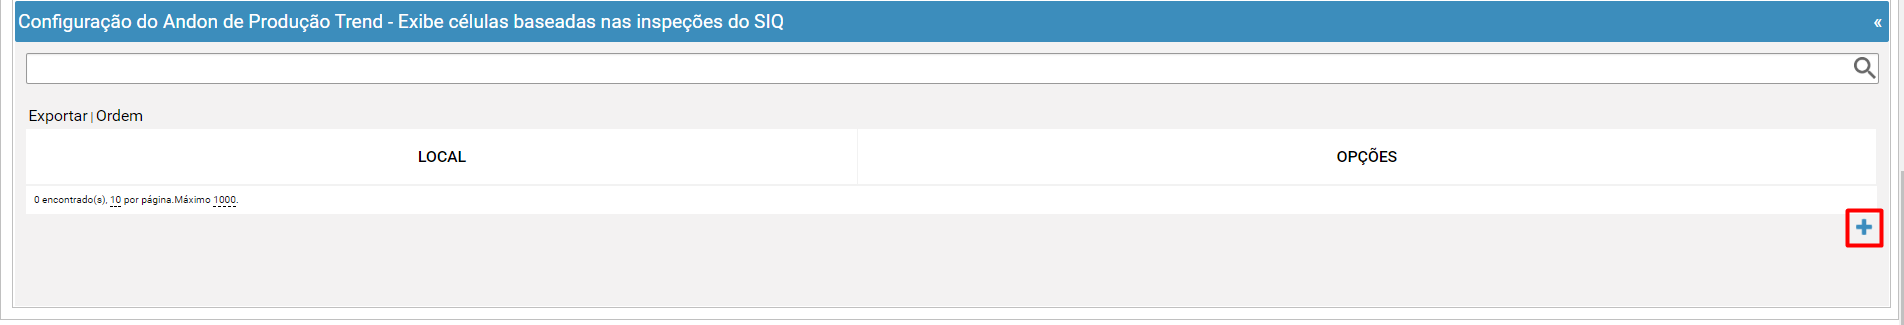 Configuração do Andon de Produção Trend - Exibe células baseadas nas inspeções do SIQ «
Exportar | Ordem
LOCAL OPÇÕES
0 encontrado(s), 10 por página.Máximo 1000.